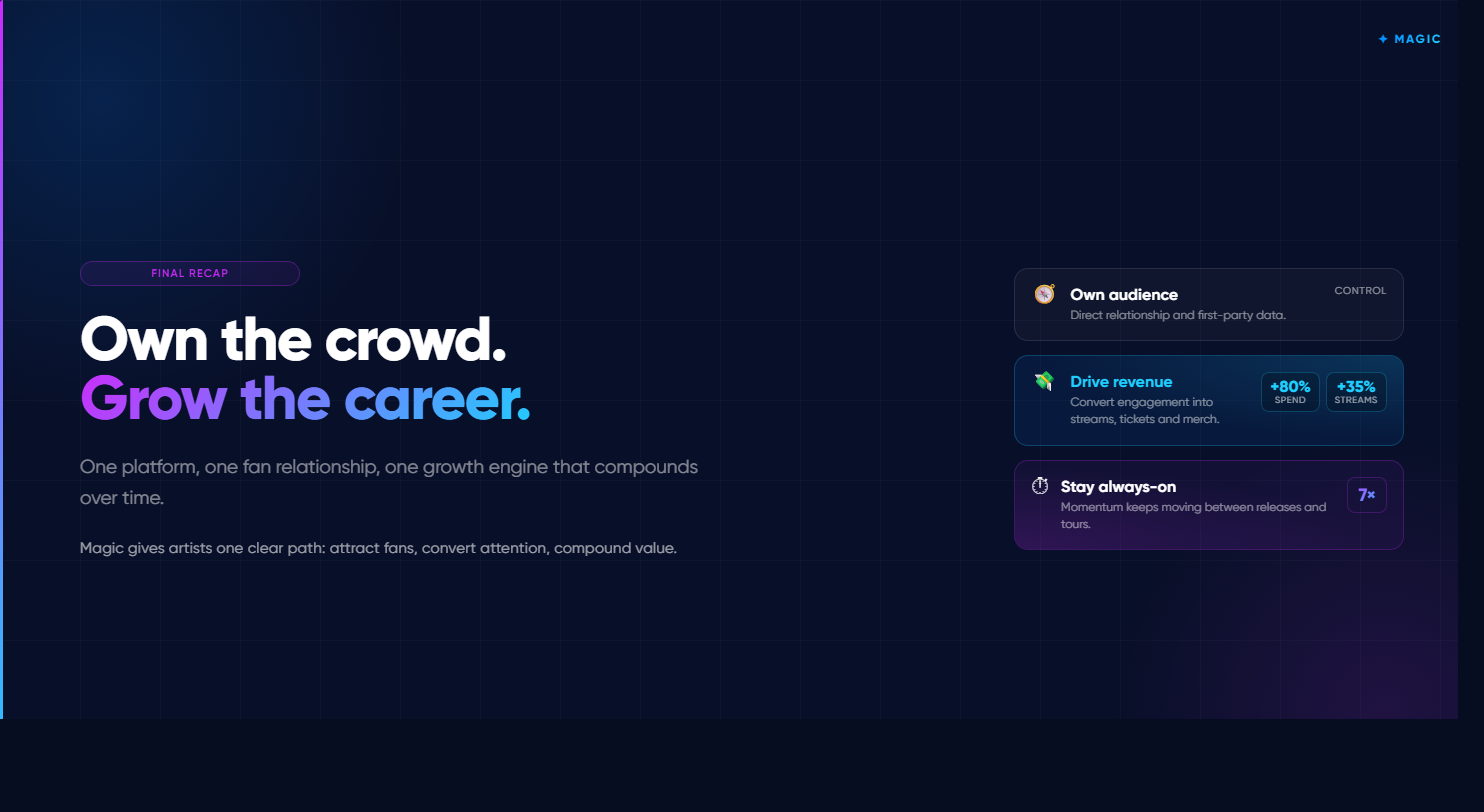 ✦ MAGIC
FINAL RECAP
Own the crowd.
Grow the career.
One platform, one fan relationship, one growth engine that compounds
over time.
Magic gives artists one clear path: attract fans, convert attention, compound value.
Own audience
Direct relationship and first-party data.
CONTROL
Drive revenue
Convert engagement into
streams, tickets and merch.
+80%
SPEND
+35%
STREAMS
Stay always-on
Momentum keeps moving between releases and
tours.
7×